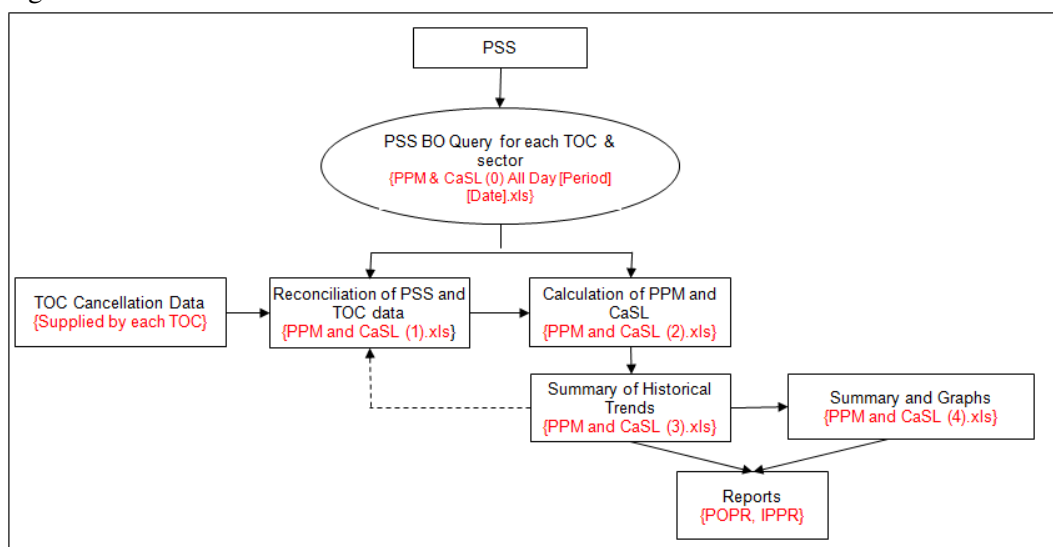 PSS
PSS BO Query for each TOC &
sector
{PPM & CaSL (0) All Day [Period]
[Date].xls}
TOC Cancellation Data
{Supplied by each TOC}
Reconciliation of PSS and
TOC data
{PPM and CaSL (1).xls}
Calculation of PPM and
CaSL
{PPM and CaSL (2).xls}
Summary of Historical
Trends
{PPM and CaSL (3).xls}
Summary and Graphs
{PPM and CaSL (4).xls}
Reports
{POPR, IPPR}